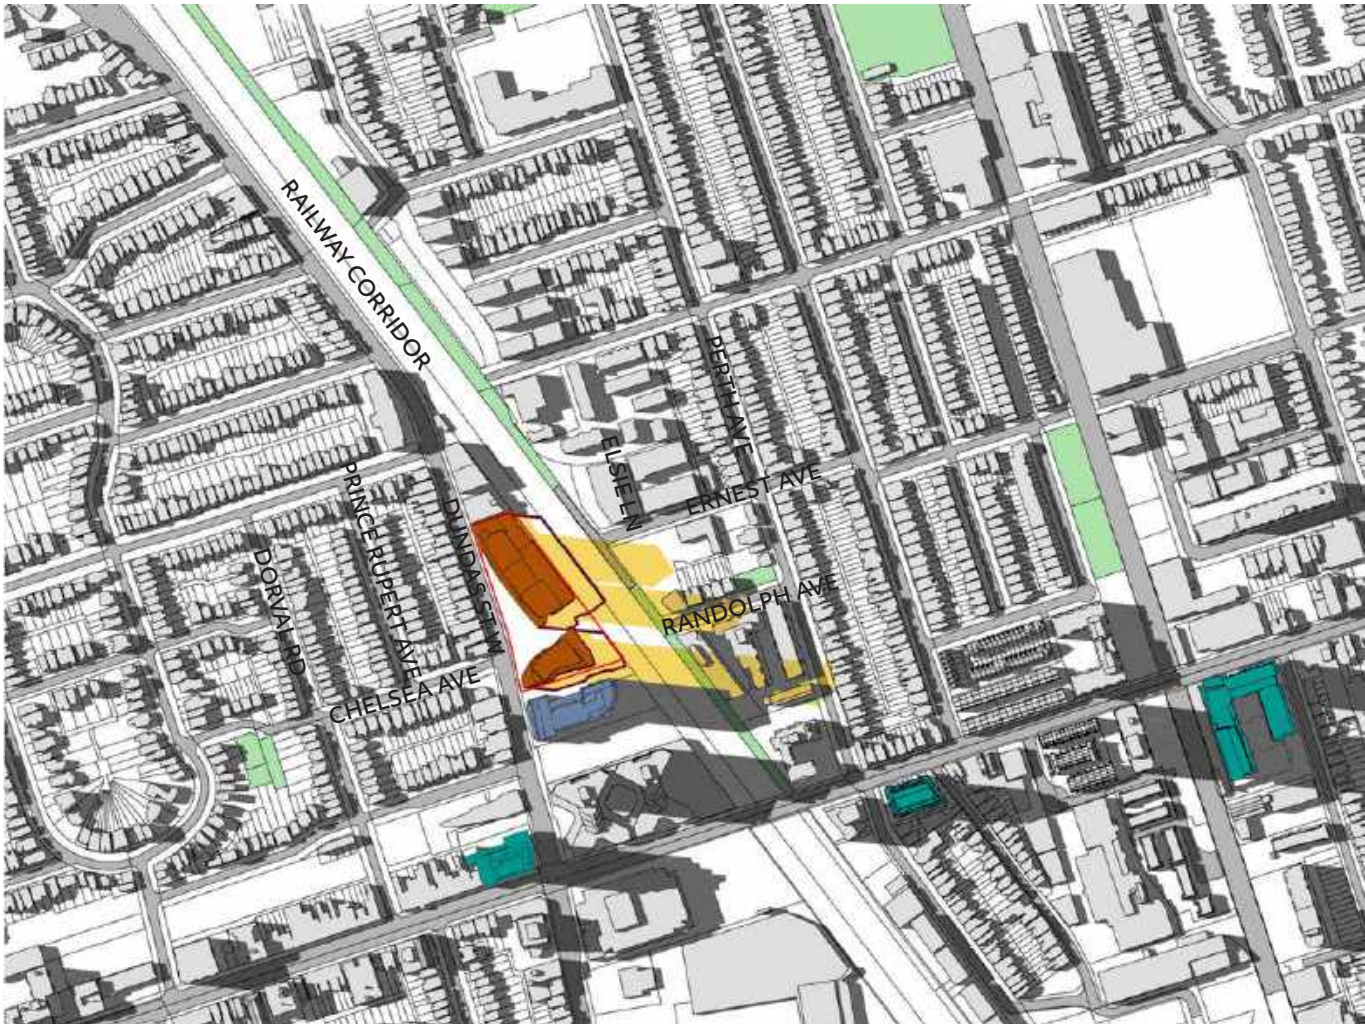 RAILWAY CORRIDOR
PERTH AVE
ELSIE LN
ERNEST AVE
PRINCE RUPERT AVE
DUNDAS ST W
DORVAL RD
RANDOLPH AVE
CHELSEA AVE